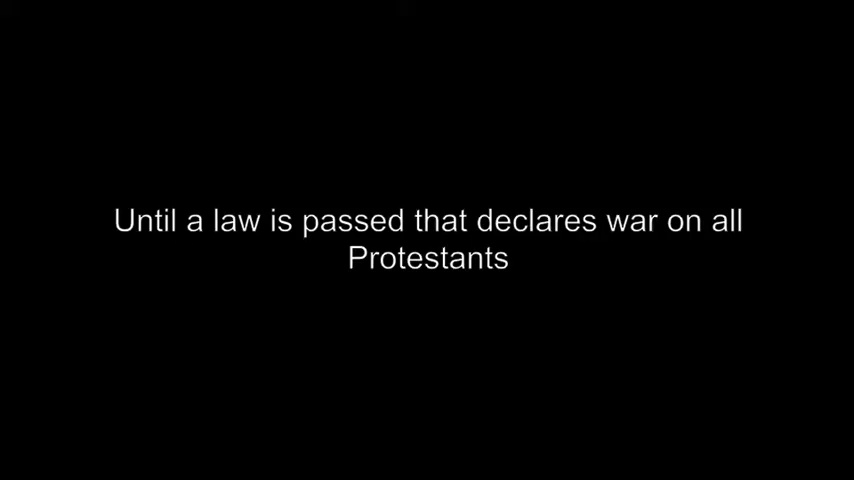 Until a law is passed that declares war on all
Protestants